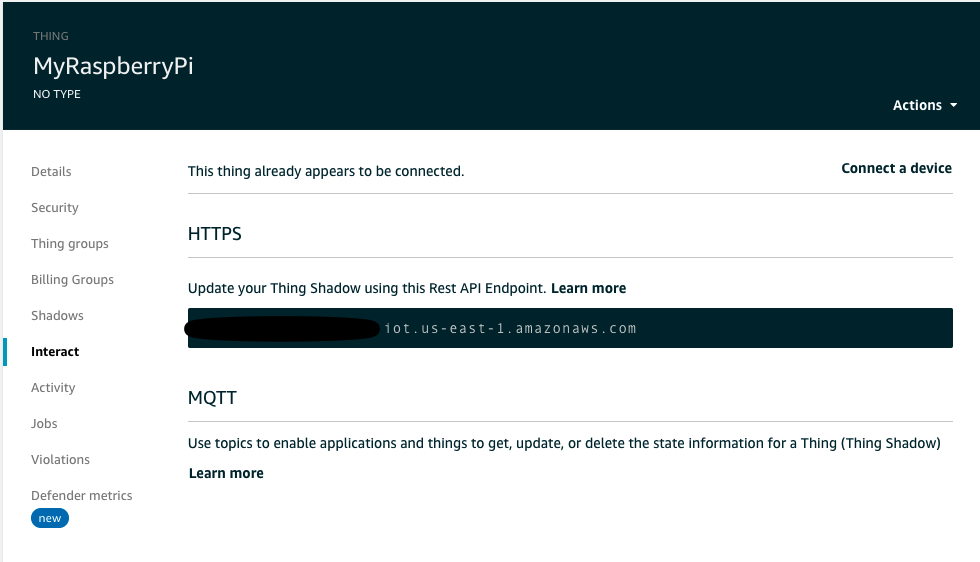 THING
MyRaspberryPi
NO TYPE
Actions
Details
Security
Thing groups
Billing Groups
Shadows
Interact
Activity
Jobs
Violations
Defender metrics
new
This thing already appears to be connected.
Connect a device
HTTPS
Update your Thing Shadow using this Rest API Endpoint. Learn more
iot.us-east-1.amazonaws.com
MQTT
Use topics to enable applications and things to get, update, or delete the state information for a Thing (Thing Shadow)
Learn more